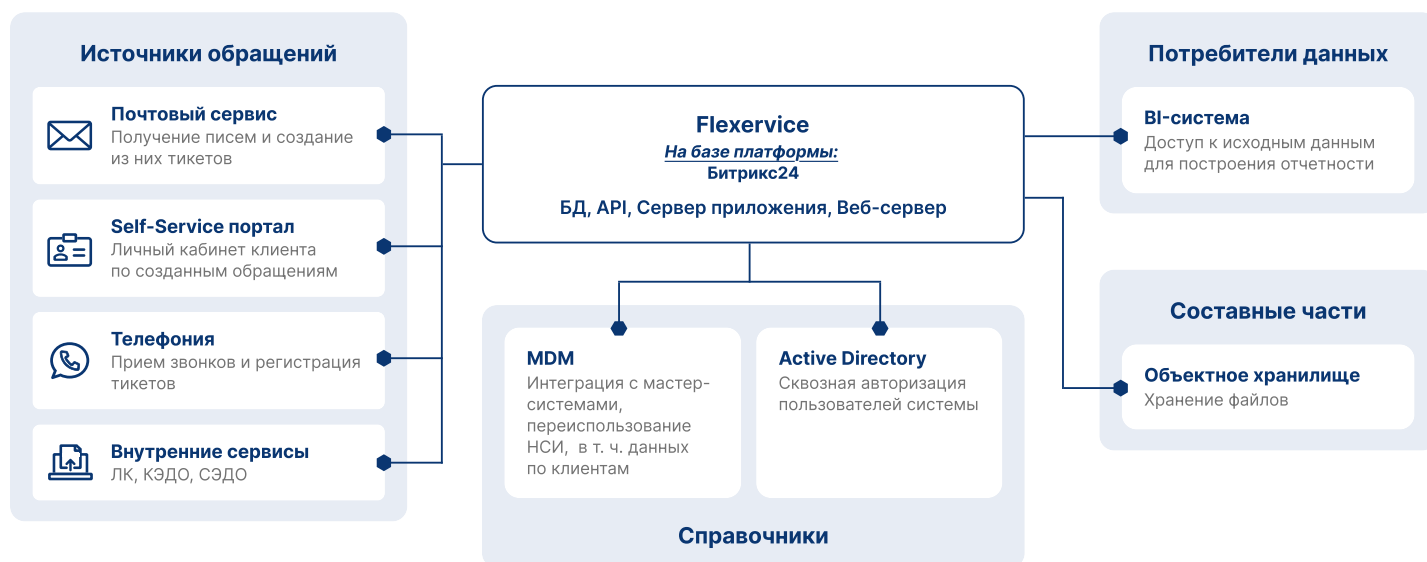 Источники обращений
Почтовый сервис
Получение писем и создание
из них тикетов
Self-Service портал
Личный кабинет клиента
по созданным обращениям
Телефония
Прием звонков и регистрация
тикетов
Внутренние сервисы
ЛК, КЭДО, СЭДО
Flexervice
На базе платформы:
Битрикс24
БД, API, Сервер приложения, Веб-сервер
MDM
Интеграция с мастер-
системами,
переиспользование
НСИ, в т. ч. данных
по клиентам
Active Directory
Сквозная авторизация
пользователей системы
Справочники
Потребители данных
BI-система
Доступ к исходным данным
для построения отчетности
Составные части
Объектное хранилище
Хранение файлов